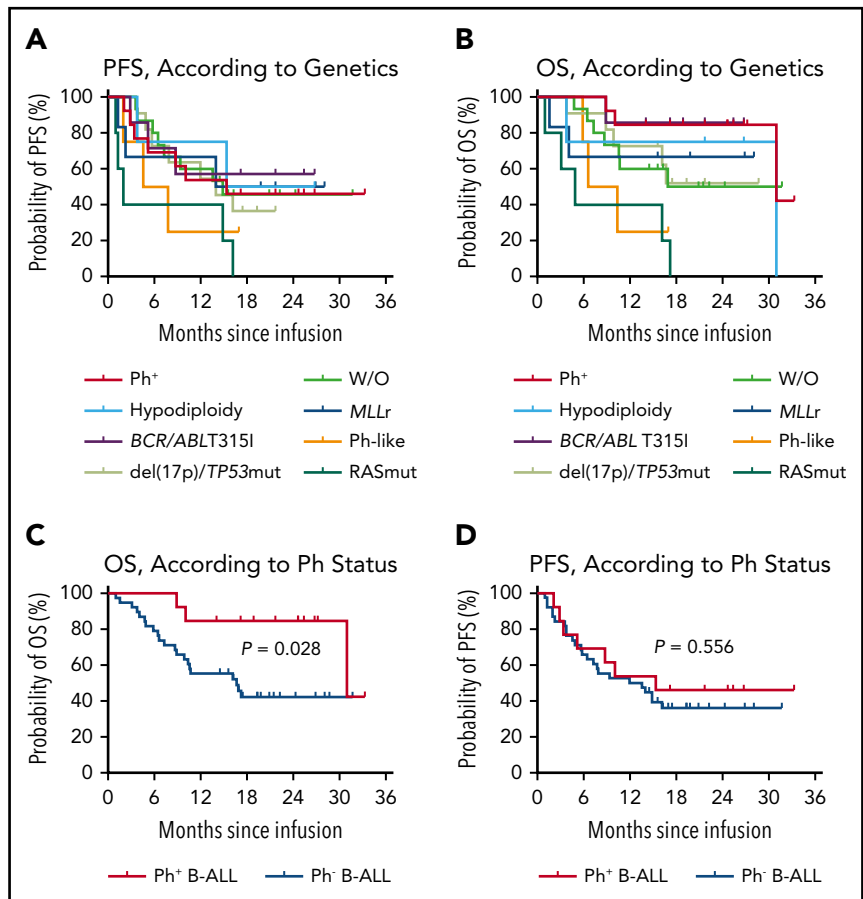 A
PFS, According to Genetics
Probability of PFS (%)
100
80
60
40
20
0
0 6 12 18 24 30 36
Months since infusion
Ph+ W/O
Hypodiploidy MLLr
BCR/ABLT315I Ph-like
del(17p)/TP53mut RASmut
B
OS, According to Genetics
Probability of OS (%)
100
80
60
40
20
0
0 6 12 18 24 30 36
Months since infusion
Ph+ W/O
Hypodiploidy MLLr
BCR/ABL T315I Ph-like
del(17p)/TP53mut RASmut
C
OS, According to Ph Status
Probability of OS (%)
100
80
60
40
20
0
P = 0.028
0 6 12 18 24 30 36
Months since infusion
Ph+ B-ALL Ph- B-ALL
D
PFS, According to Ph Status
Probability of PFS (%)
100
80
60
40
20
0
P = 0.556
0 6 12 18 24 30 36
Months since infusion
Ph+ B-ALL Ph- B-ALL